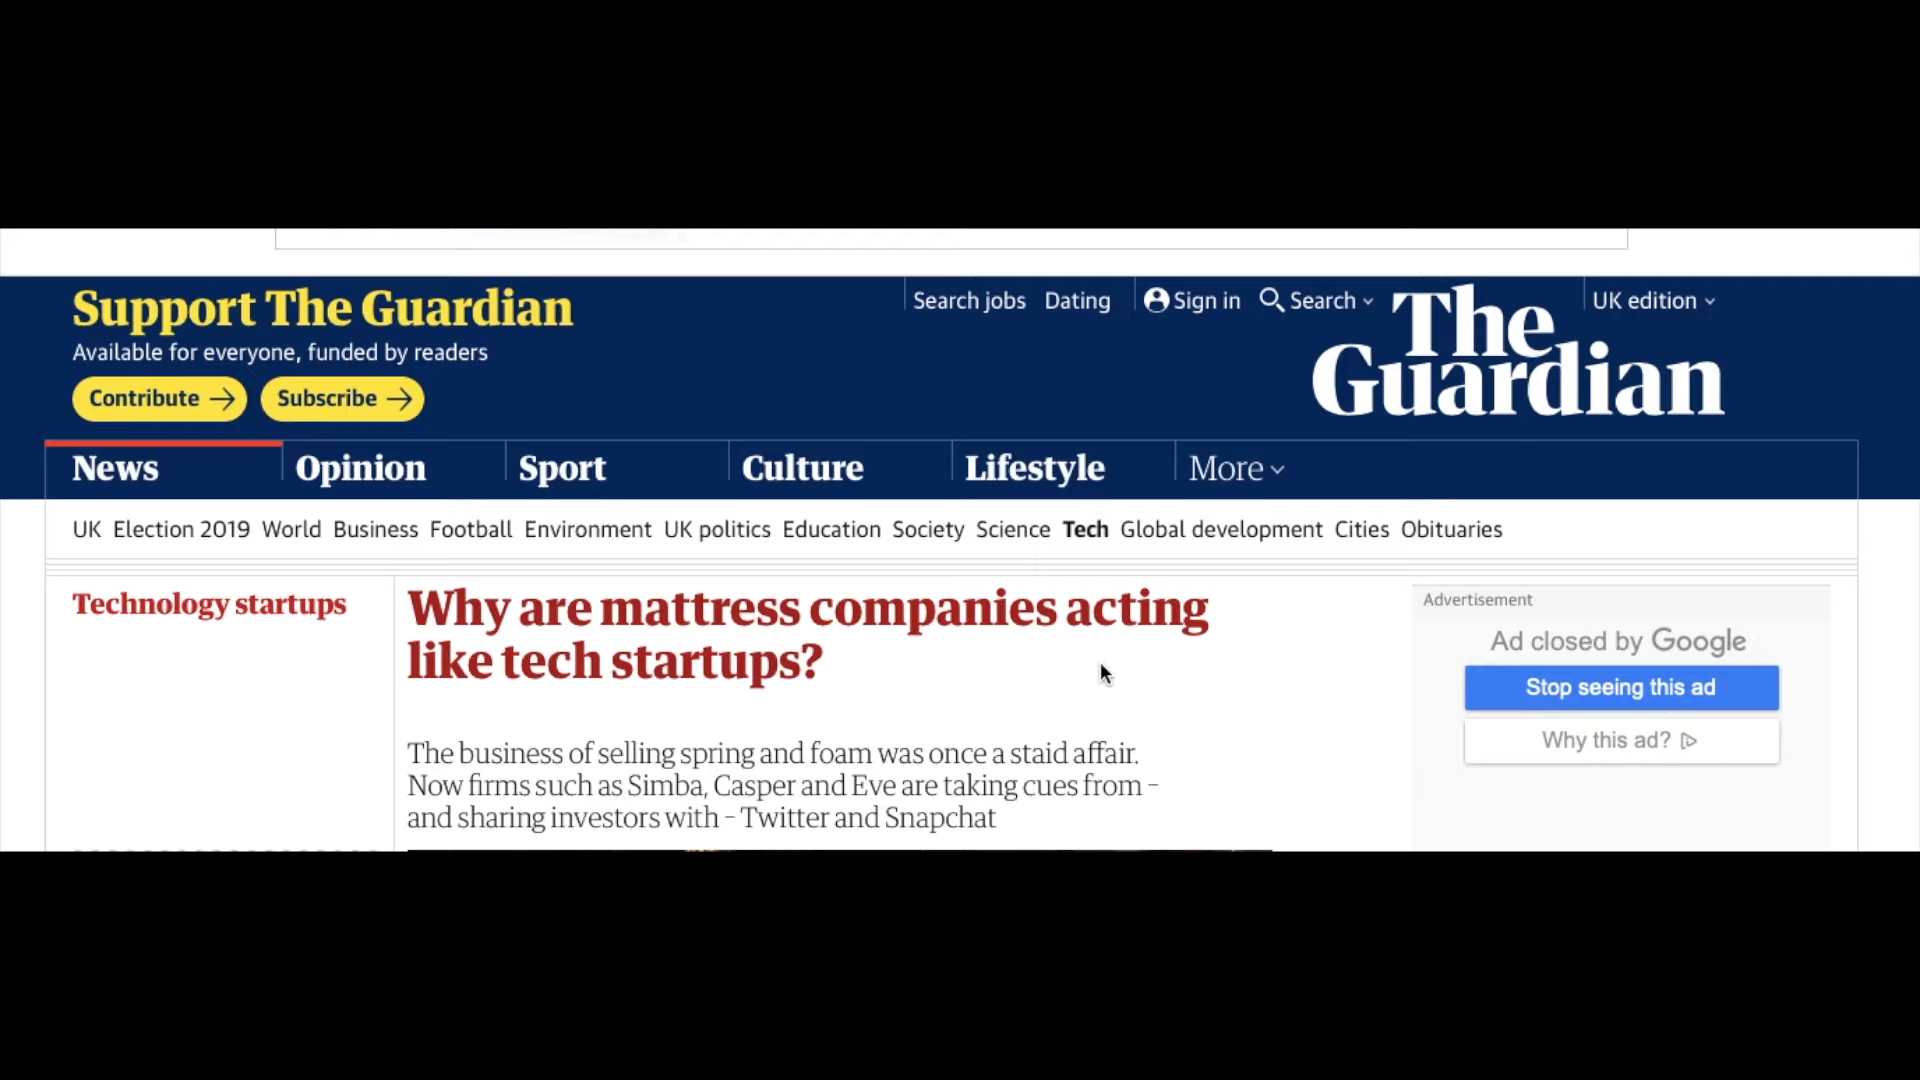 Support The Guardian
Available for everyone, funded by readers
Contribute
Subscribe
Search jobs Dating Sign in Search UK edition
The
Guardian
News Opinion Sport Culture Lifestyle More
UK Election 2019 World Business Football Environment UK politics Education Society Science Tech Global development Cities Obituaries
Technology startups
Why are mattress companies acting
like tech startups?
The business of selling spring and foam was once a staid affair.
Now firms such as Simba, Casper and Eve are taking cues from –
and sharing investors with – Twitter and Snapchat
Advertisement
Ad closed by Google
Stop seeing this ad
Why this ad?